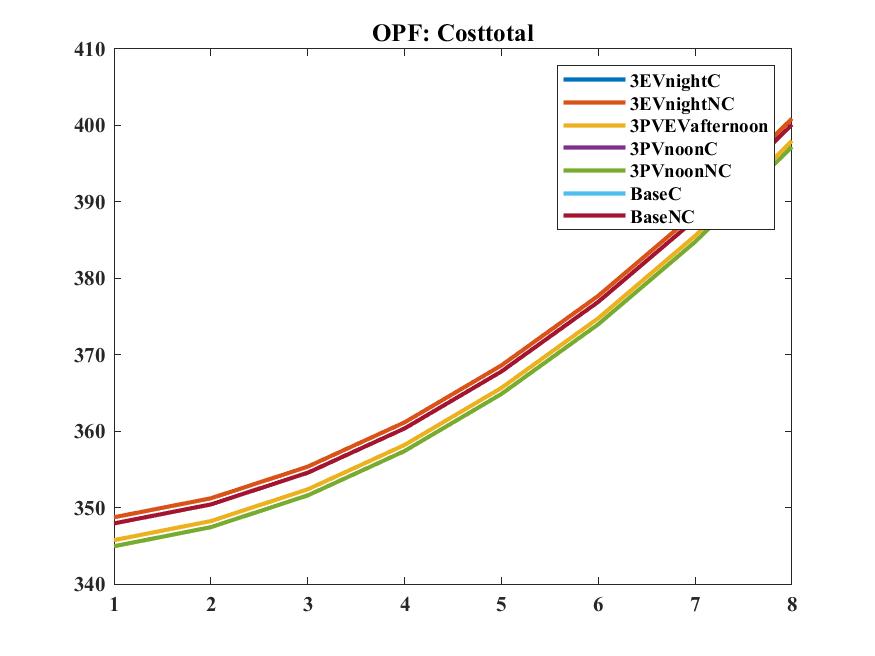 OPF: Costtotal
410
400
390
380
370
360
350
340
3EVnightC
3EVnightNC
3PVEVafternoon
3PVnoonC
3PVnoonNC
BaseC
BaseNC
1 2 3 4 5 6 7 8